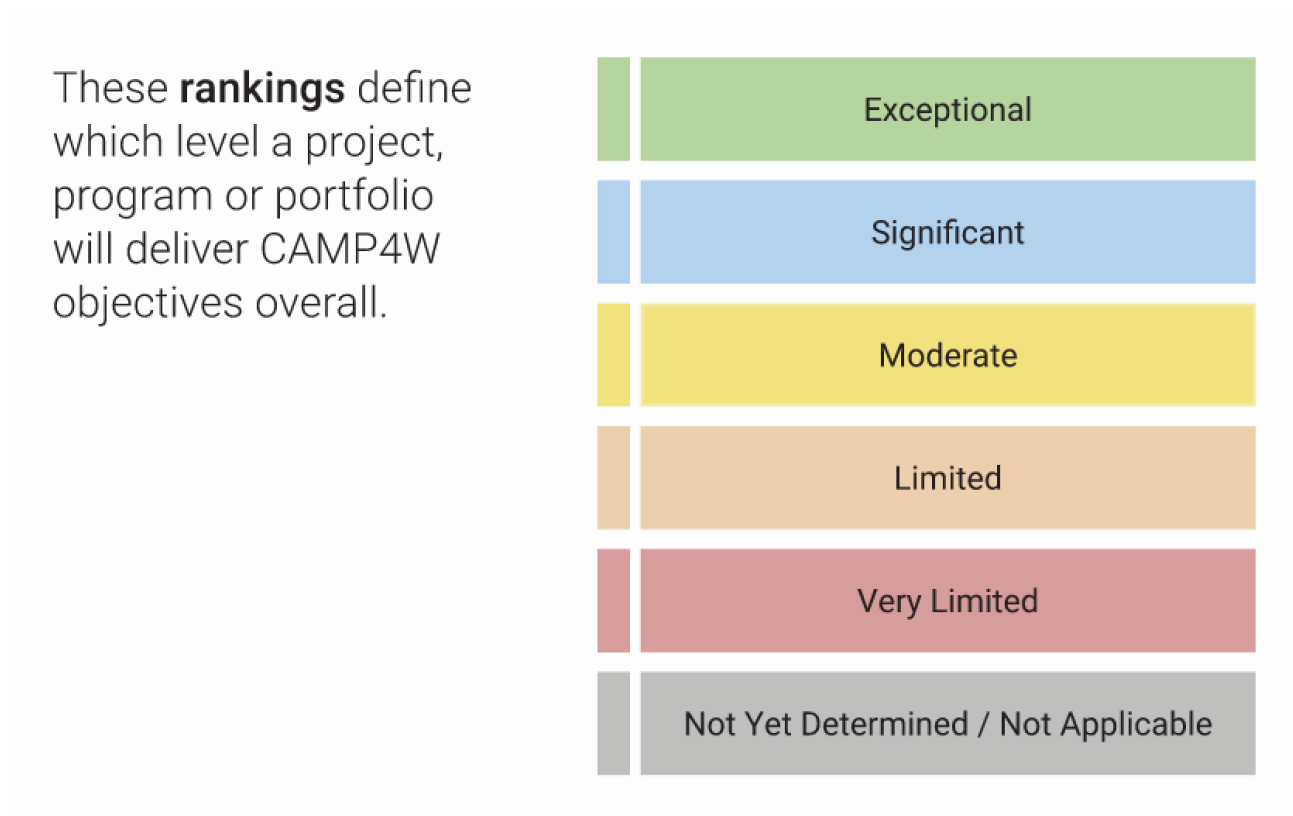 These rankings define
which level a project,
program or portfolio
will deliver CAMP4W
objectives overall.
Exceptional
Significant
Moderate
Limited
Very Limited
Not Yet Determined / Not Applicable